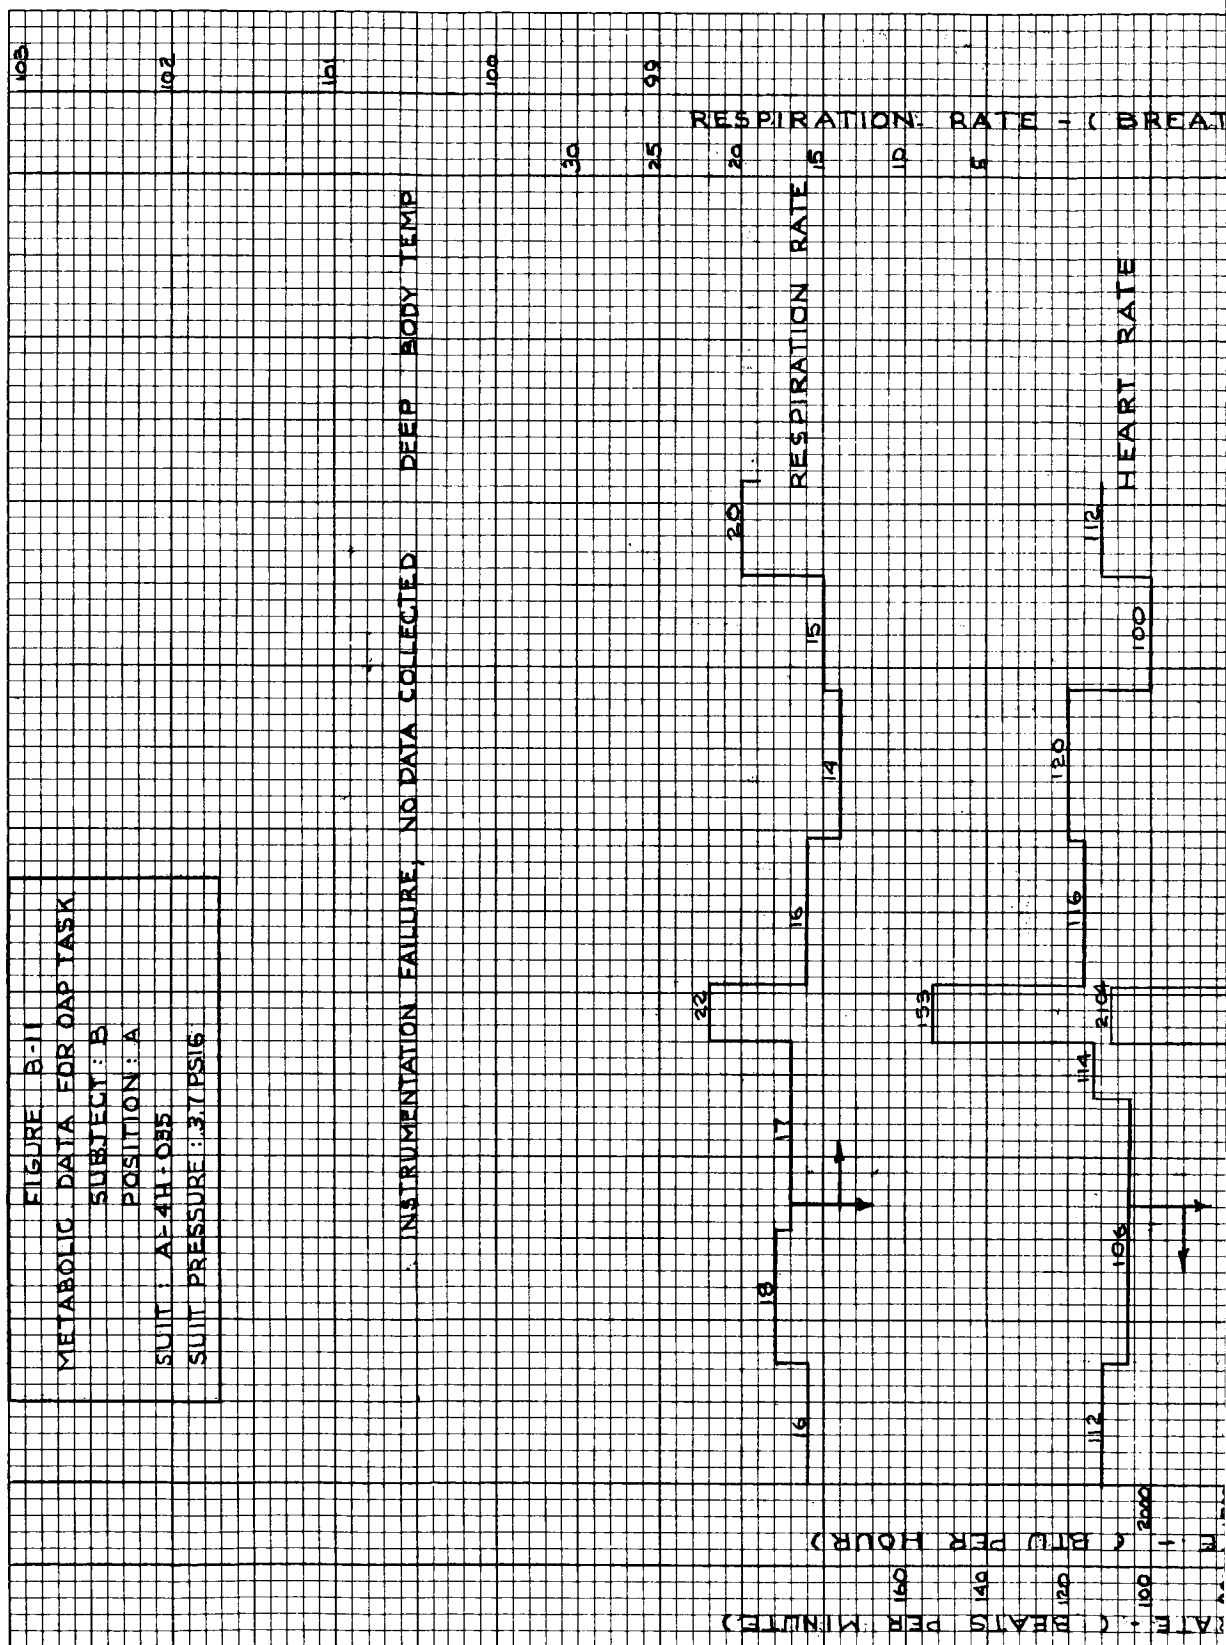 FIGURE B-11
METABOLIC DATA FOR OAP TASK
SUBJECT: B
POSITION: A
SUIT: A-4H-035
SUIT PRESSURE: 3.7 PSIG
103
102
101
100
99
INSTRUMENTATION FAILURE, NO DATA COLLECTED DEEP BODY TEMP
RESPIRATION RATE - (BREAT
30
25
20
15
10
5
16
18
17
22
16
14
15
20
RESPIRATION RATE
112
106
114
153
116
120
100
112
HEART RATE
2104
(BTU PER HOUR)
2000
RATE - (BEATS PER MINUTE)
160
140
120
100